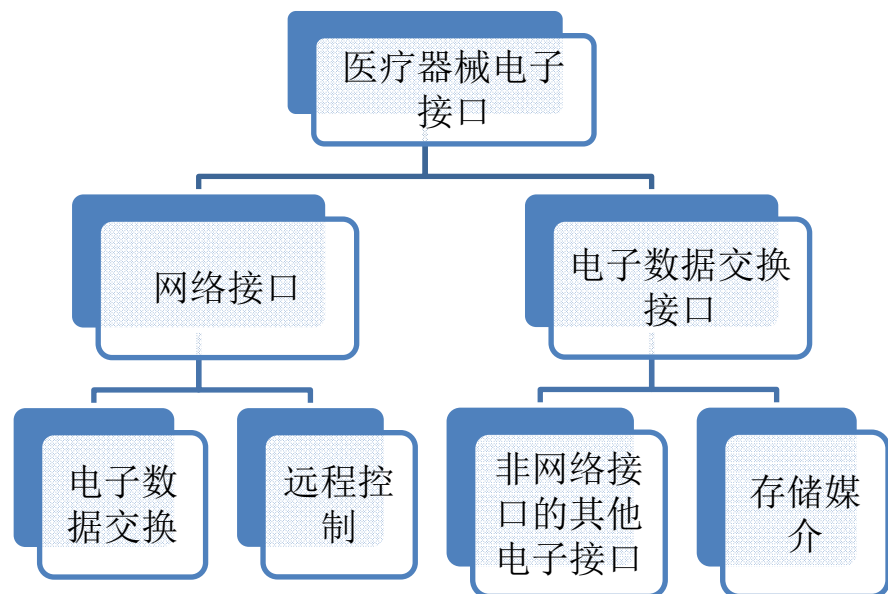 医疗器械电子
接口
网络接口
电子数据交换
接口
电子数
据交换
远程控
制
非网络接
口的其他
电子接口
存储媒
介